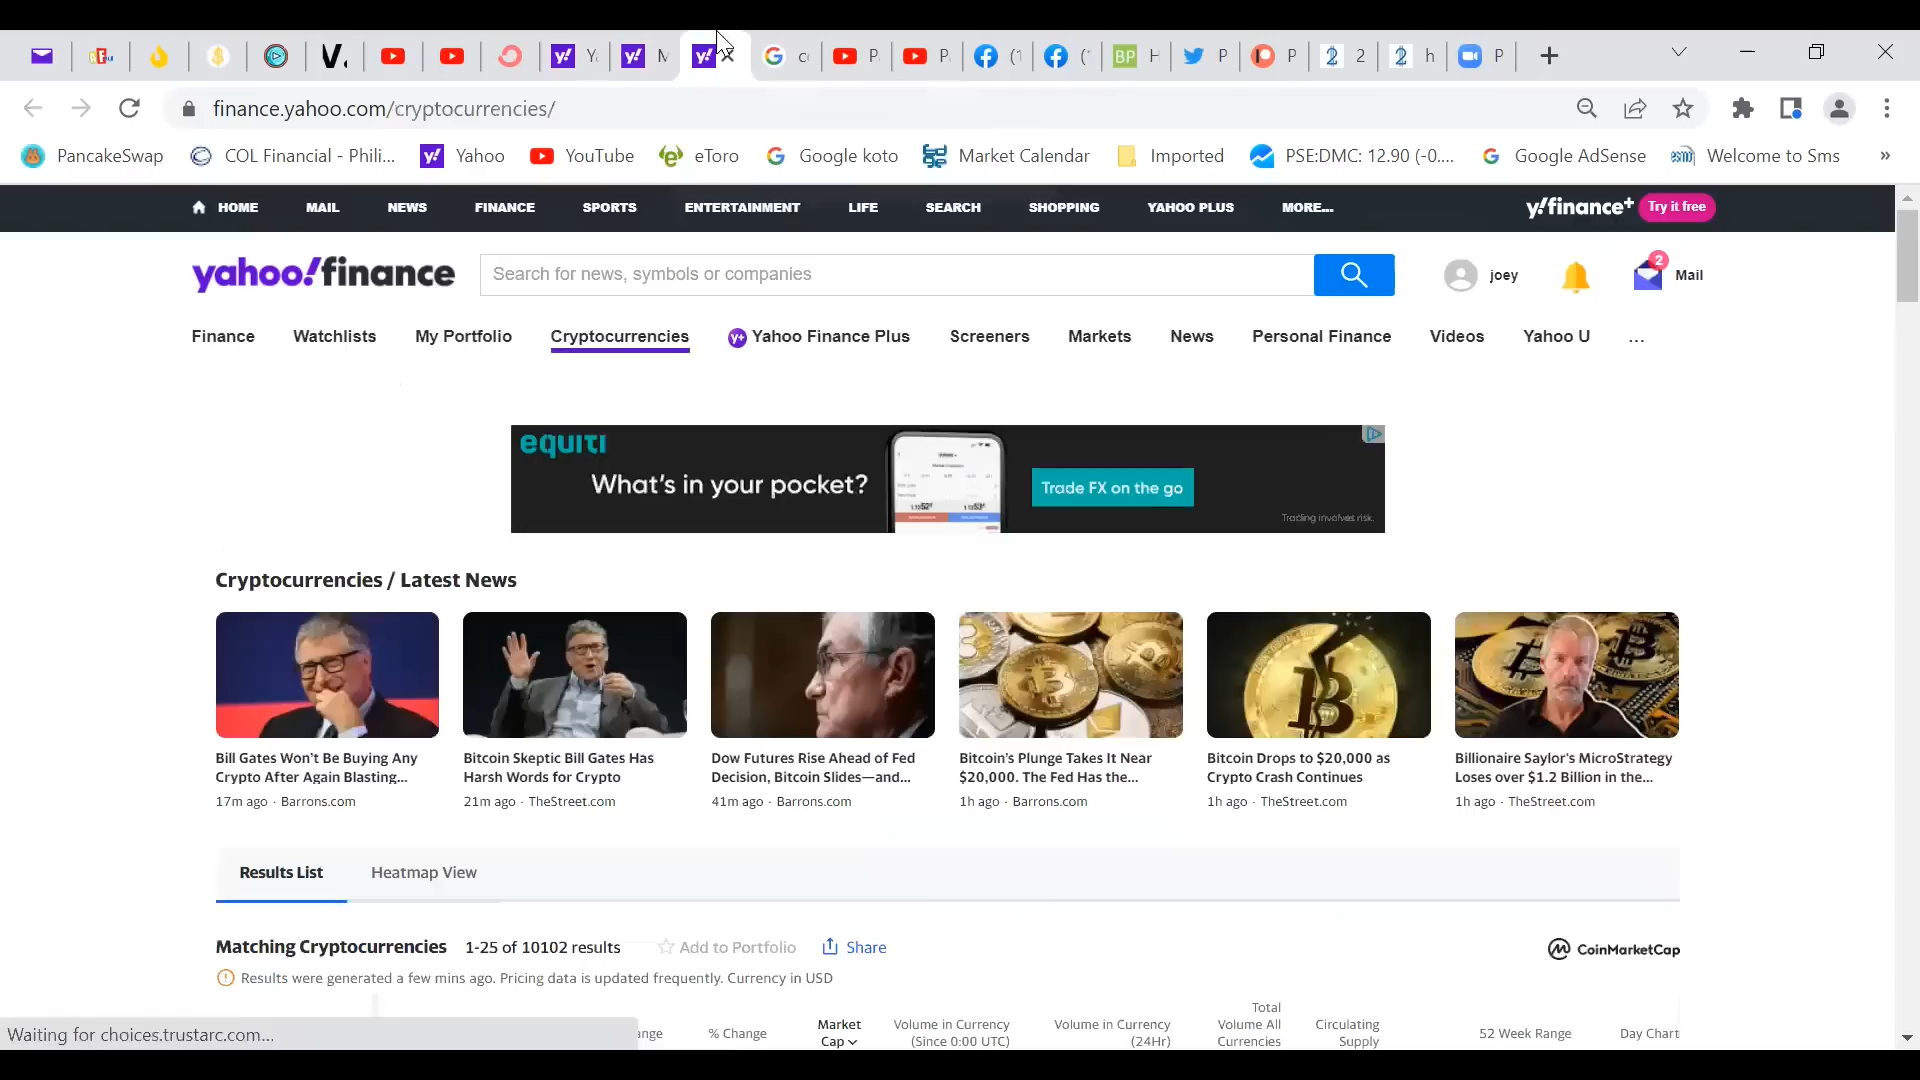 V.
Y
M
c
P
P
(1
(
H
P
P
2
h
P
finance.yahoo.com/cryptocurrencies/
PancakeSwap
COL Financial - Phili...
Yahoo
YouTube
eToro
Google koto
Market Calendar
Imported
PSE:DMC: 12.90 (-0....
Google AdSense
Welcome to Sms
»
HOME
MAIL
NEWS
FINANCE
SPORTS
ENTERTAINMENT
LIFE
SEARCH
SHOPPING
YAHOO PLUS
MORE...
y!finance+
Try it free
yahoo!finance
Search for news, symbols or companies
joey
2
Mail
Finance
Watchlists
My Portfolio
Cryptocurrencies
y+ Yahoo Finance Plus
Screeners
Markets
News
Personal Finance
Videos
Yahoo U
...
equiti
What's in your pocket?
Trade FX on the go
Trading involves risk.
Cryptocurrencies / Latest News
Bill Gates Won't Be Buying Any
Crypto After Again Blasting...
17m ago · Barrons.com
Bitcoin Skeptic Bill Gates Has
Harsh Words for Crypto
21m ago · TheStreet.com
Dow Futures Rise Ahead of Fed
Decision, Bitcoin Slides—and...
41m ago · Barrons.com
Bitcoin's Plunge Takes It Near
$20,000. The Fed Has the...
1h ago · Barrons.com
Bitcoin Drops to $20,000 as
Crypto Crash Continues
1h ago · TheStreet.com
Billionaire Saylor's MicroStrategy
Loses over $1.2 Billion in the...
1h ago · TheStreet.com
Results List
Heatmap View
Matching Cryptocurrencies
1-25 of 10102 results
Add to Portfolio
Share
CoinMarketCap
Results were generated a few mins ago. Pricing data is updated frequently. Currency in USD
ange
% Change
Market
Cap
Volume in Currency
(Since 0:00 UTC)
Volume in Currency
(24Hr)
Total
Volume All
Currencies
Circulating
Supply
52 Week Range
Day Chart
Waiting for choices.trustarc.com...